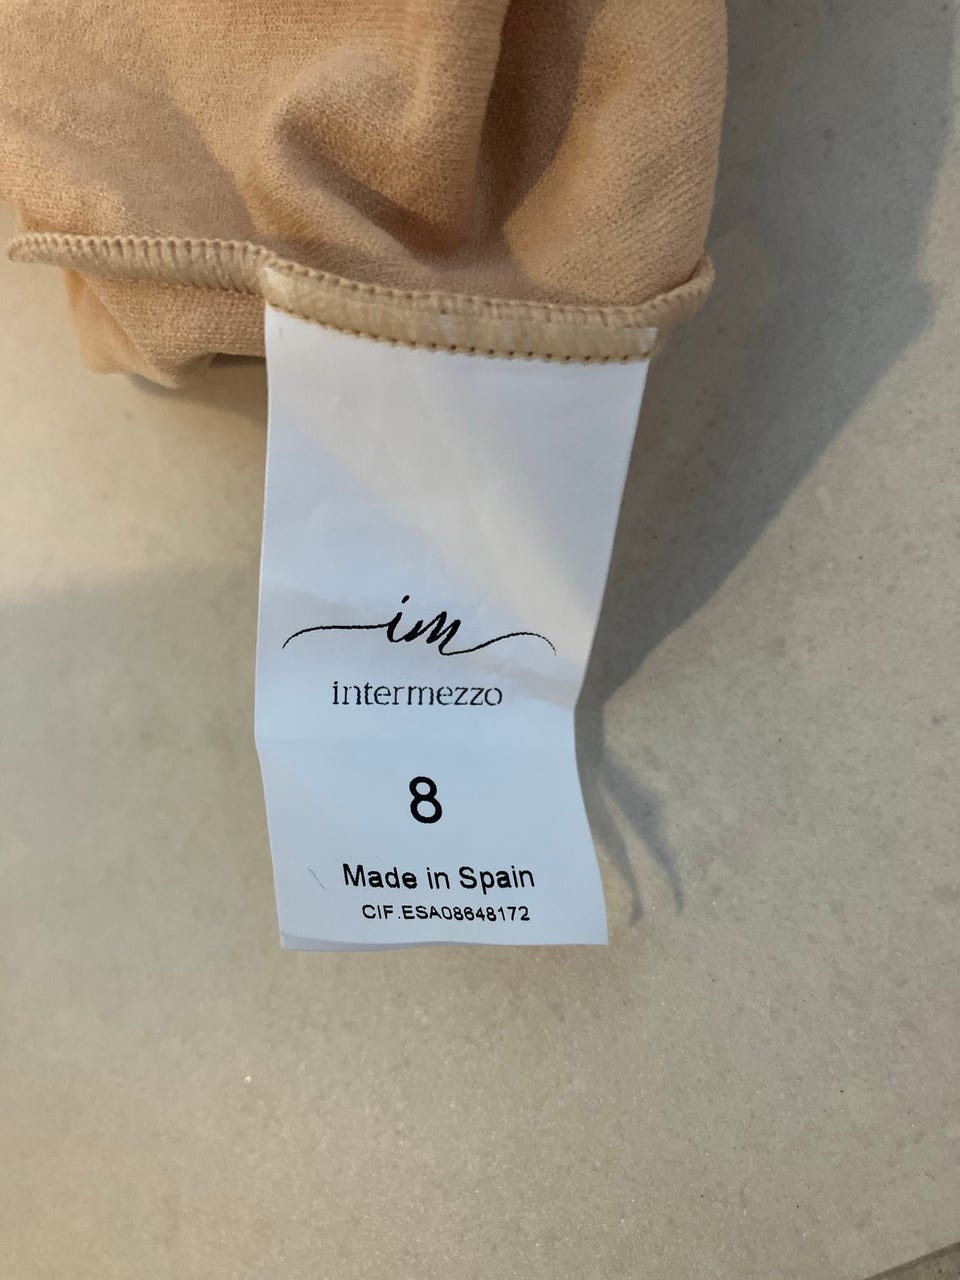 im
intermezzo
8
Made in Spain
CIF.ESA08648172